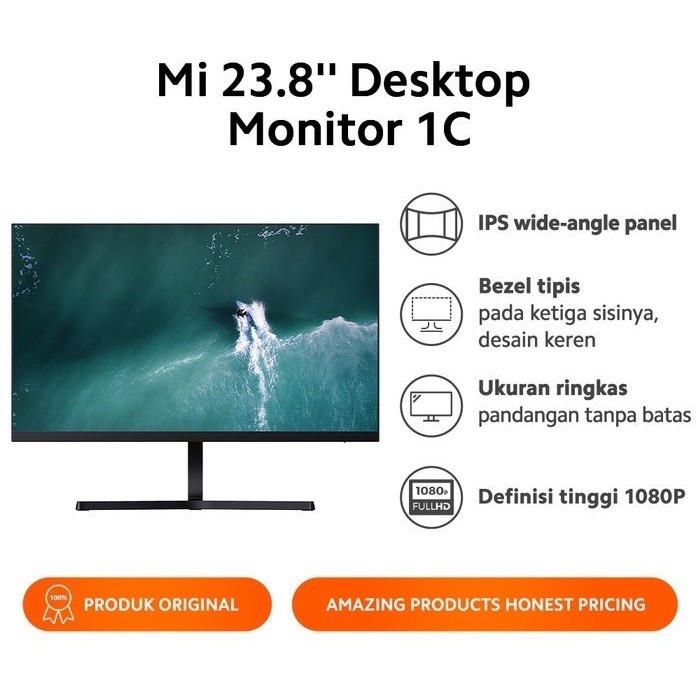 Mi 23.8'' Desktop
Monitor 1C
IPS wide-angle panel
Bezel tipis
pada ketiga sisinya,
desain keren
Ukuran ringkas
pandangan tanpa batas
1080p
FULLHD
Definisi tinggi 1080P
100%
PRODUK ORIGINAL
AMAZING PRODUCTS HONEST PRICING